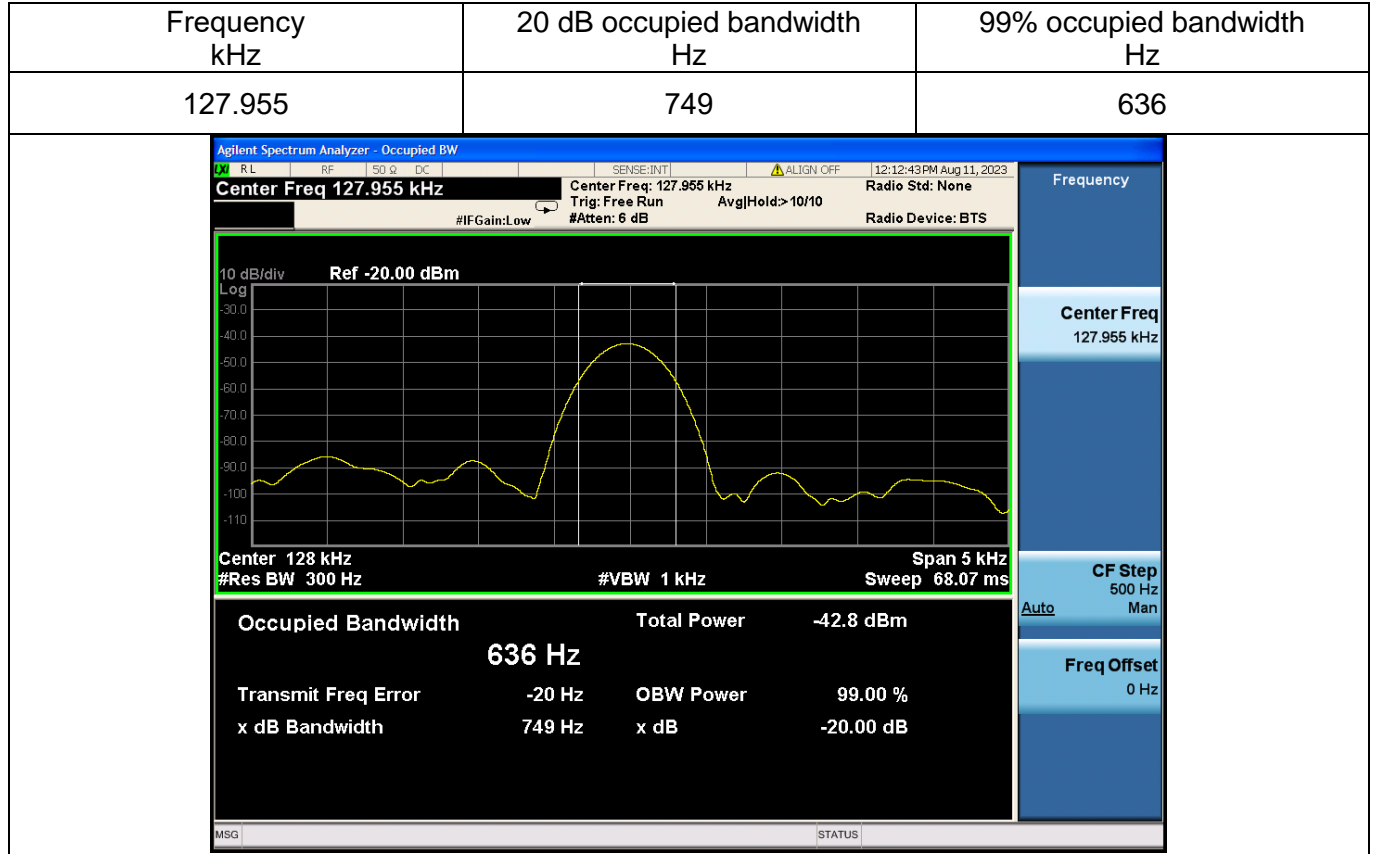 Frequency 20 dB occupied bandwidth 99% occupied bandwidth
kHz Hz Hz
127.955 749 636
Agilent Spectrum Analyzer - Occupied BW
LXI RL RF 50 Ω DC SENSE:INT ALIGN OFF 12:12:43 PM Aug 11, 2023
Center Freq 127.955 kHz Center Freq: 127.955 kHz Radio Std: None Frequency
Trig: Free Run Avg|Hold:> 10/10
#IFGain:Low #Atten: 6 dB Radio Device: BTS
10 dB/div Ref -20.00 dBm
Log
-30.0
-40.0
-50.0
-60.0
-70.0
-80.0
-90.0
-100
-110
Center 128 kHz Span 5 kHz
#Res BW 300 Hz #VBW 1 kHz Sweep 68.07 ms
Occupied Bandwidth Total Power -42.8 dBm
636 Hz
Transmit Freq Error -20 Hz OBW Power 99.00 %
x dB Bandwidth 749 Hz x dB -20.00 dB
Center Freq
127.955 kHz
CF Step
500 Hz
Auto Man
Freq Offset
0 Hz
MSG STATUS